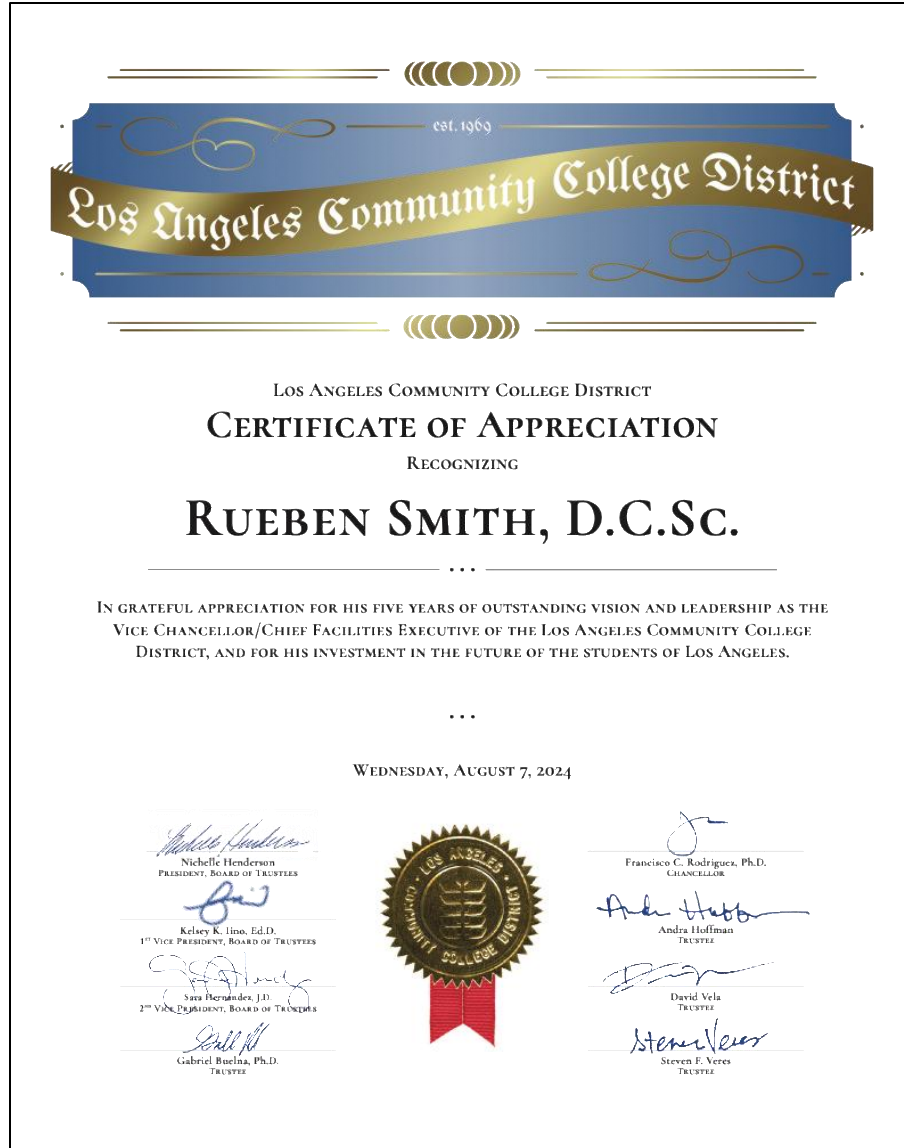 est. 1969
Los Angeles Community College District
Los Angeles Community College District
Certificate of Appreciation
Recognizing
Rueben Smith, D.C.Sc.
In grateful appreciation for his five years of outstanding vision and leadership as the
Vice Chancellor/Chief Facilities Executive of the Los Angeles Community College
District, and for his investment in the future of the students of Los Angeles.
Wednesday, August 7, 2024
Nichelle Henderson
President, Board of Trustees
Kelsey K. Iino, Ed.D.
1st Vice President, Board of Trustees
Sara Hernandez, J.D.
2nd Vice President, Board of Trustees
Gabriel Buelna, Ph.D.
Trustee
LOS ANGELES
COMMUNITY COLLEGE DISTRICT
Francisco C. Rodriguez, Ph.D.
Chancellor
Andra Hoffman
Trustee
David Vela
Trustee
Steven Veres
Steven F. Veres
Trustee